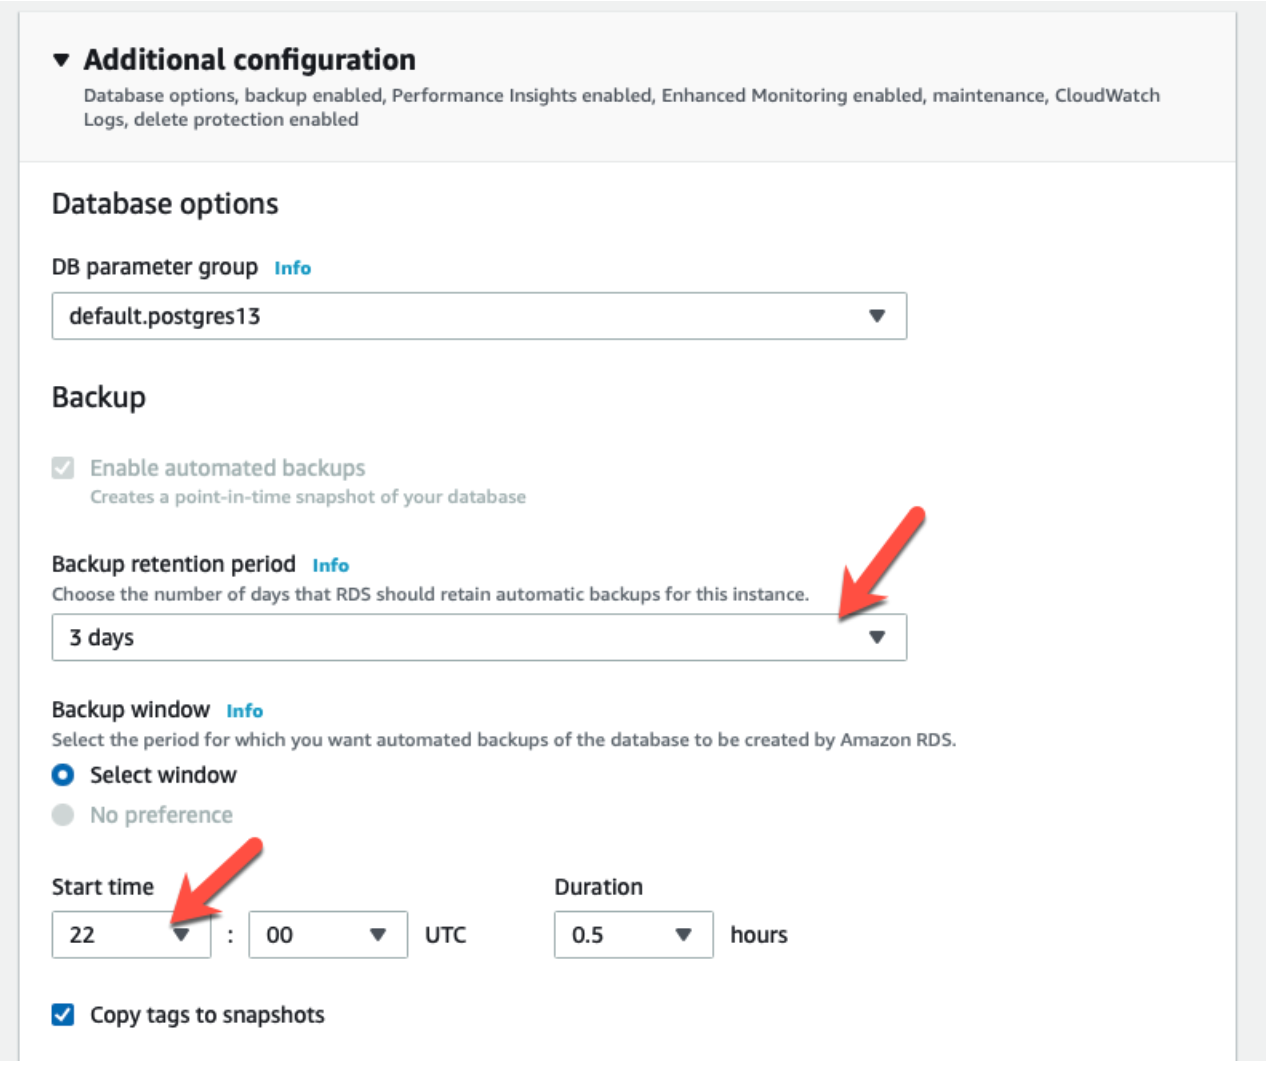 Additional configuration
Database options, backup enabled, Performance Insights enabled, Enhanced Monitoring enabled, maintenance, CloudWatch
Logs, delete protection enabled
Database options
DB parameter group Info
default.postgres13
Backup
Enable automated backups
Creates a point-in-time snapshot of your database
Backup retention period Info
Choose the number of days that RDS should retain automatic backups for this instance.
3 days
Backup window Info
Select the period for which you want automated backups of the database to be created by Amazon RDS.
Select window
No preference
Start time Duration
22 : 00 UTC 0.5 hours
Copy tags to snapshots